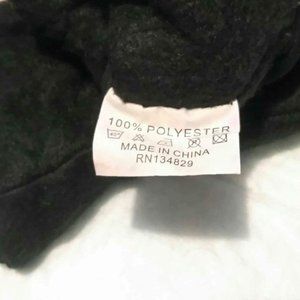 100% POLYESTER
MADE IN CHINA
RN134829